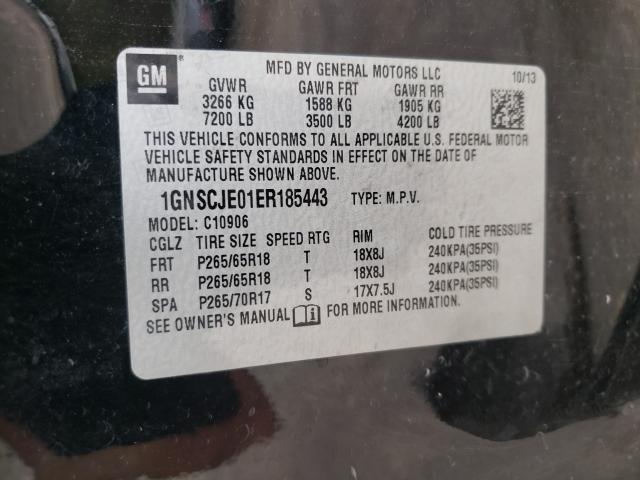 GM
MFD BY GENERAL MOTORS LLC
10/13
GVWR GAWR FRT GAWR RR
3266 KG 1588 KG 1905 KG
7200 LB 3500 LB 4200 LB
THIS VEHICLE CONFORMS TO ALL APPLICABLE U.S. FEDERAL MOTOR
VEHICLE SAFETY STANDARDS IN EFFECT ON THE DATE OF
MANUFACTURE SHOWN ABOVE.
1GNSCJE01ER185443 TYPE: M.P.V.
MODEL: C10906
CGLZ TIRE SIZE SPEED RTG RIM COLD TIRE PRESSURE
FRT P265/65R18 T 18X8J 240KPA(35PSI)
RR P265/65R18 T 18X8J 240KPA(35PSI)
SPA P265/70R17 S 17X7.5J 240KPA(35PSI)
SEE OWNER'S MANUAL i FOR MORE INFORMATION.